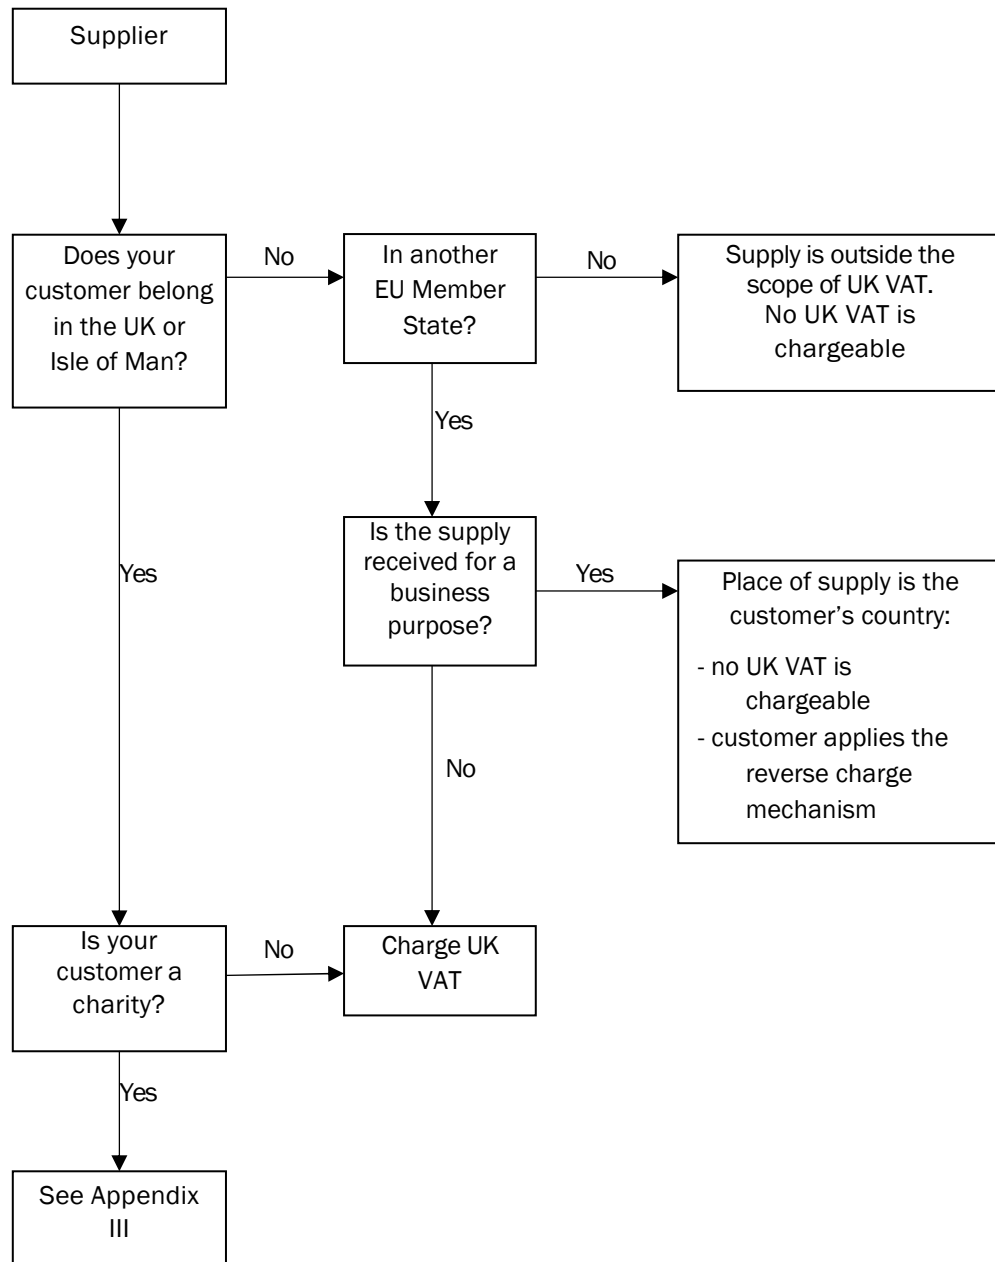 Supplier
Does your
customer belong
in the UK or
Isle of Man?
No
In another
EU Member
State?
No
Supply is outside the
scope of UK VAT.
No UK VAT is
chargeable
Yes
Is the supply
received for a
business
purpose?
Yes
Place of supply is the
customer's country:
- no UK VAT is
chargeable
- customer applies the
reverse charge
mechanism
Yes
No
Is your
customer a
charity?
No
Charge UK
VAT
Yes
See Appendix
III